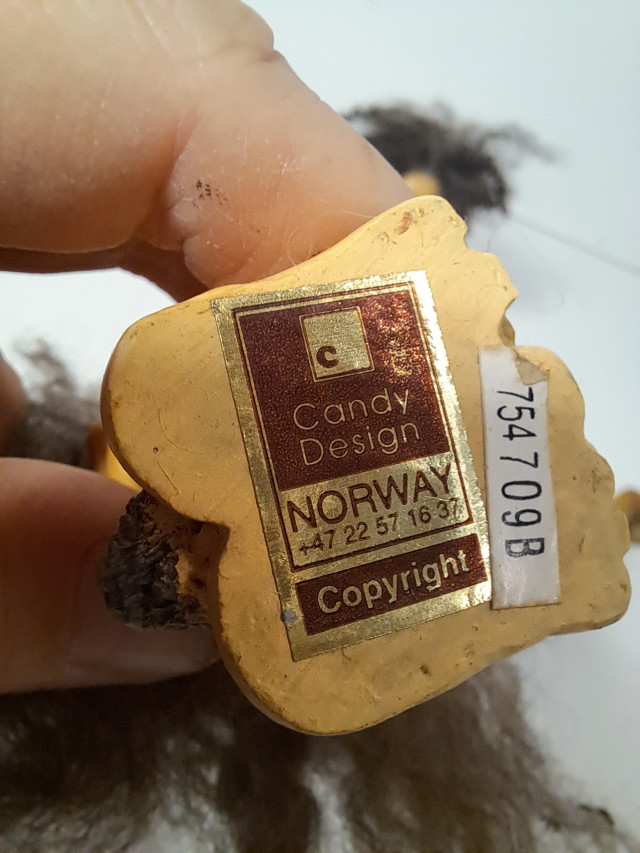 c
Candy
Design
NORWAY
+47 22 57 16 37
Copyright
754709B